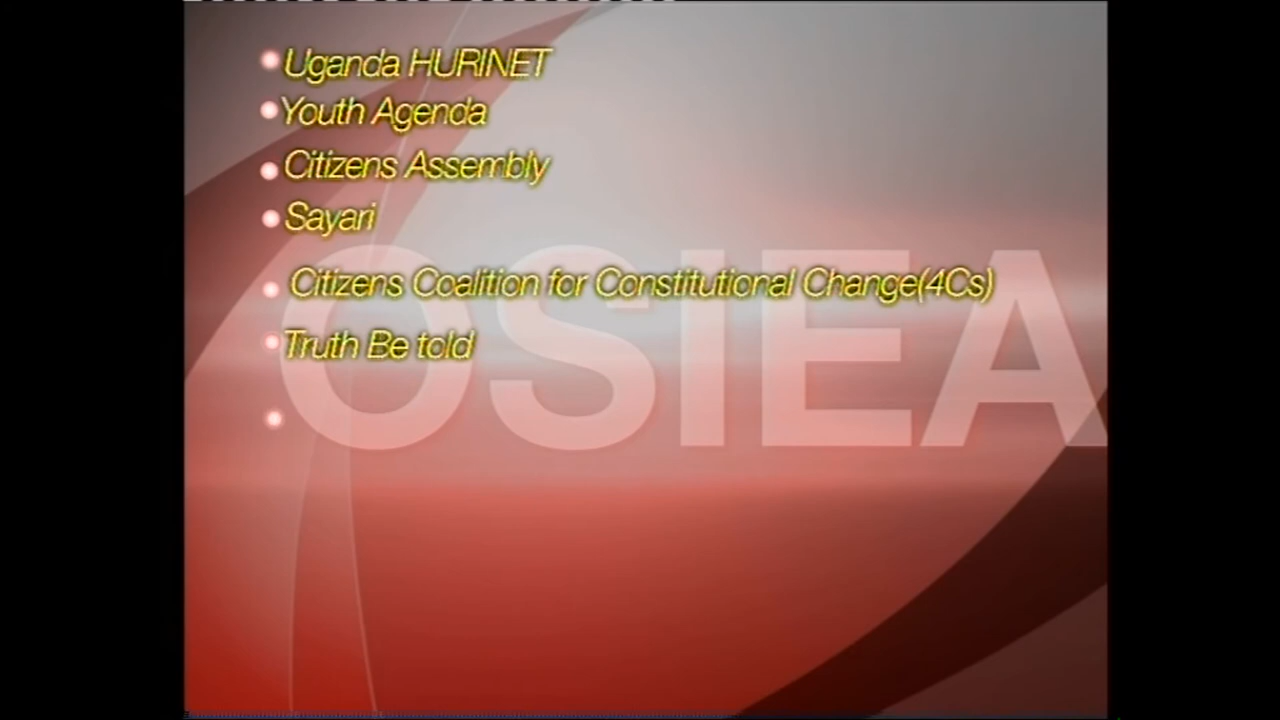 Uganda HURINET
Youth Agenda
Citizens Assembly
Sayari
Citizens Coalition for Constitutional Change(4Cs)
Truth Be told
OSIEA